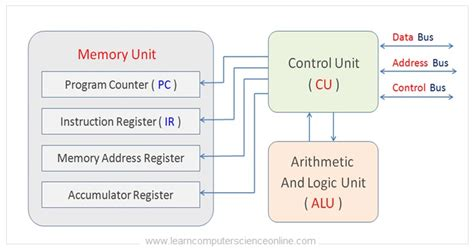 Memory Unit
Program Counter ( PC )
Instruction Register ( IR )
Memory Address Register
Accumulator Register
Control Unit
( CU )
Data Bus
Address Bus
Control Bus
Arithmetic
And Logic Unit
( ALU )
www.learncomputerscienceonline.com